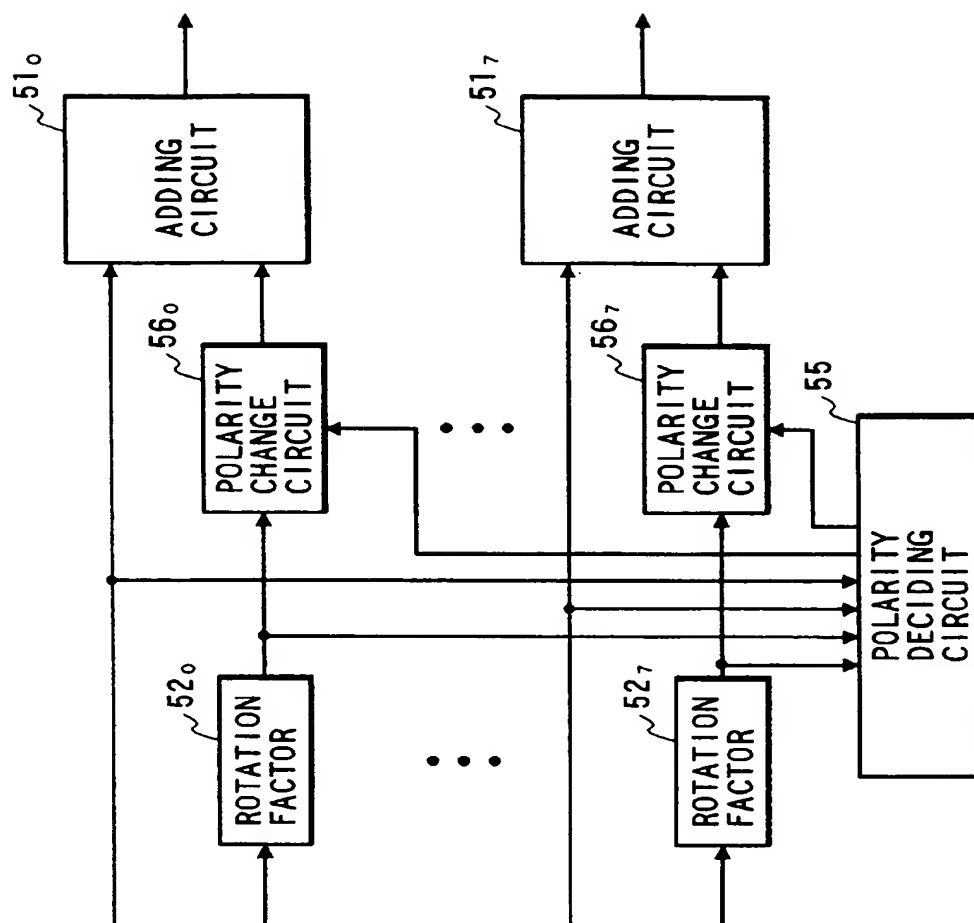 51₀
ADDING
CIRCUIT
56₀
POLARITY
CHANGE
CIRCUIT
52₀
ROTATION
FACTOR
51₇
ADDING
CIRCUIT
56₇
POLARITY
CHANGE
CIRCUIT
52₇
ROTATION
FACTOR
55
POLARITY
DECIDING
CIRCUIT